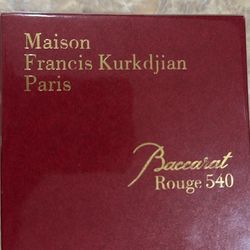 Maison
Francis Kurkdjian
Paris
Baccarat
Rouge 540